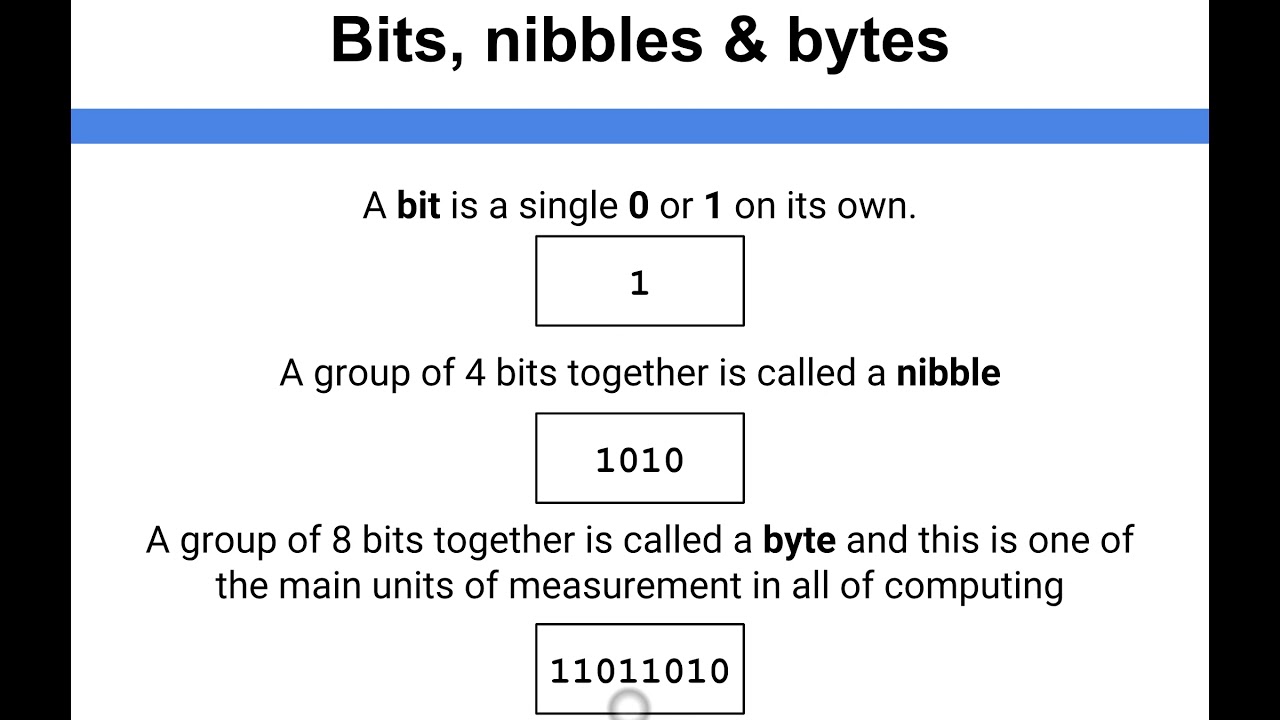 Bits, nibbles & bytes
A bit is a single 0 or 1 on its own.
1
A group of 4 bits together is called a nibble
1010
A group of 8 bits together is called a byte and this is one of
the main units of measurement in all of computing
11011010